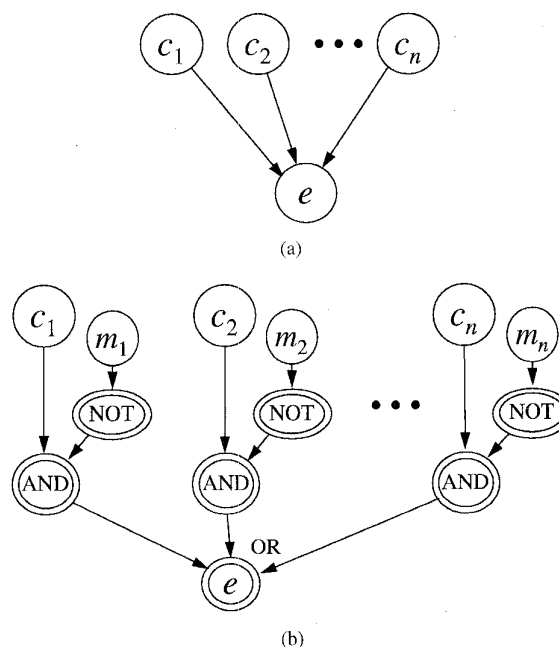 c1 c2 ••• cn
e
(a)
c1 m1 c2 m2 cn mn
NOT NOT ••• NOT
AND AND AND
OR
e
(b)